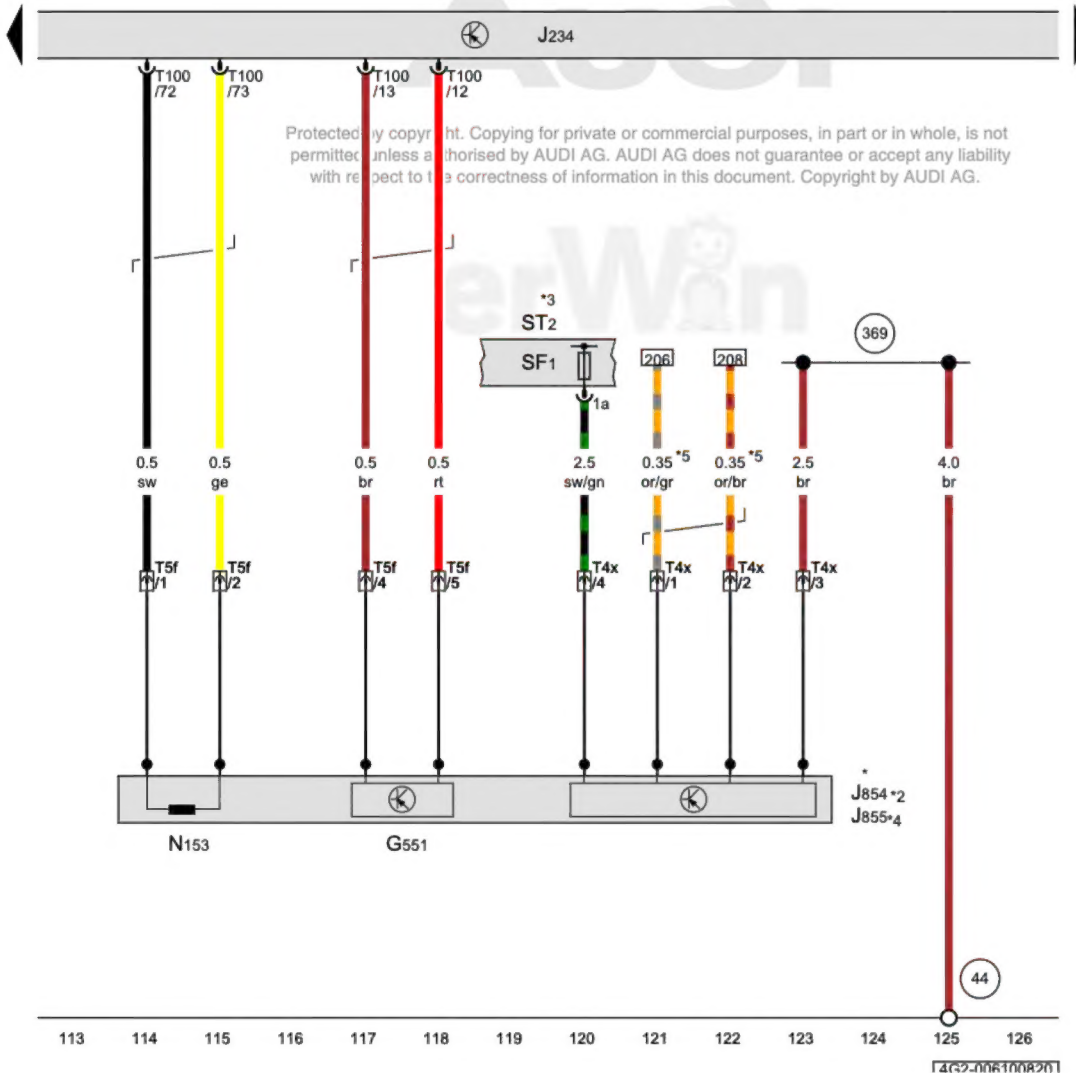 AUDI
J234
T100 /72
T100 /73
T100 /13
T100 /12
Protected by copyright. Copying for private or commercial purposes, in part or in whole, is not
permitted unless authorised by AUDI AG. AUDI AG does not guarantee or accept any liability
with respect to the correctness of information in this document. Copyright by AUDI AG.
erWin
*3
ST2
SF1
1a
206
208
369
0.5 0.5 0.5 0.5 2.5 0.35 *5 0.35 *5 2.5 4.0
sw ge br rt sw/gn or/gr or/br br br
T5f /1
T5f /2
T5f /4
T5f /5
T4x /4
T4x /1
T4x /2
T4x /3
*
J854 *2
J855 *4
N153
G551
44
113 114 115 116 117 118 119 120 121 122 123 124 125 126
4G2-006100820